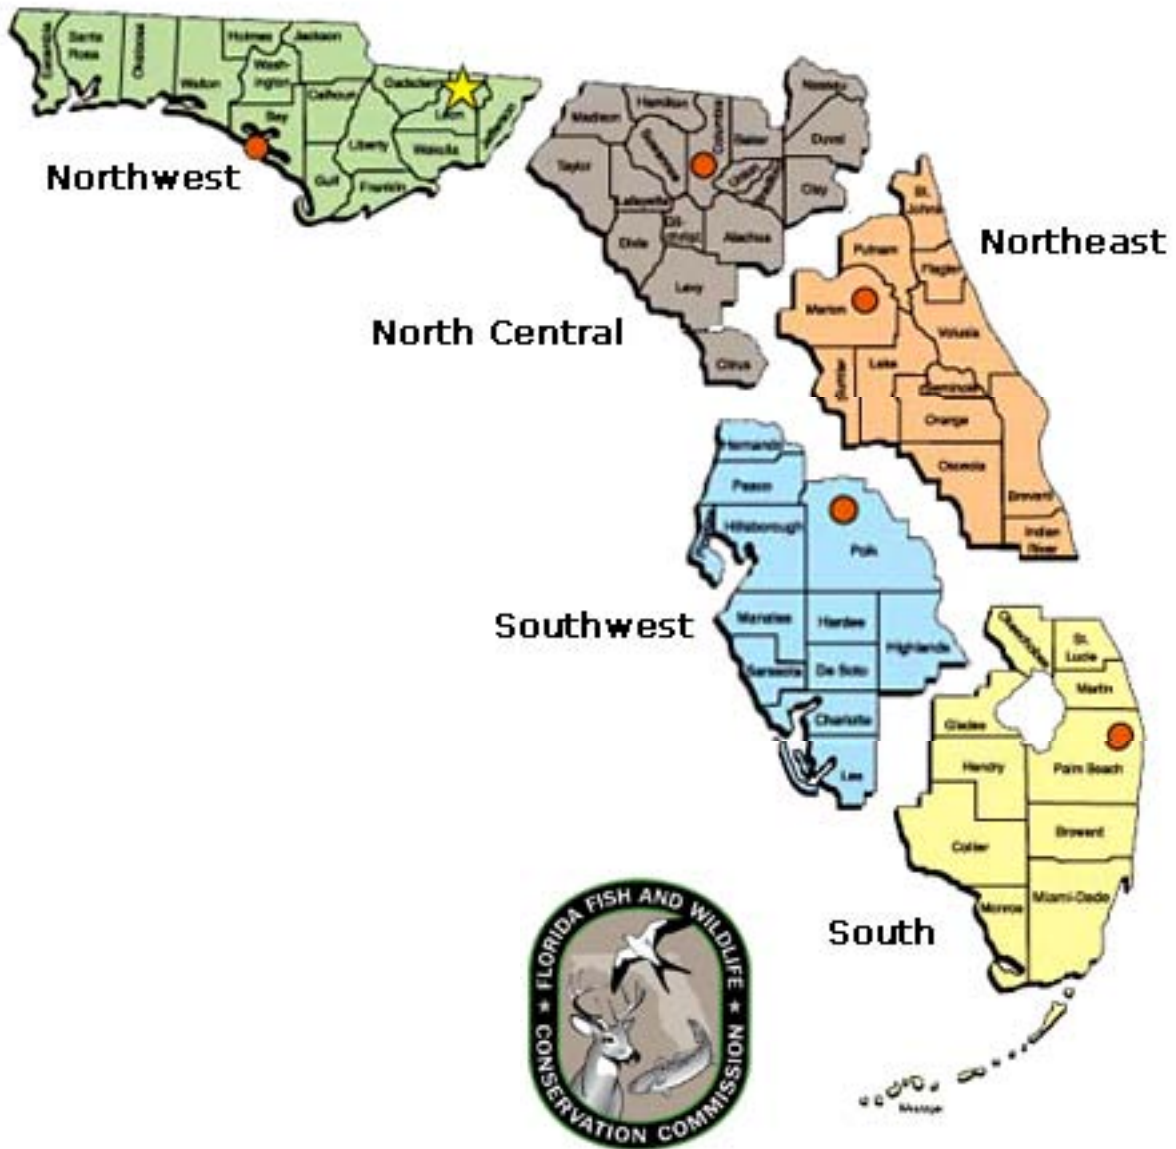 Escambia
Santa
Rosa
Okaloosa
Walton
Holmes
Jackson
Wash-
ington
Bay
Calhoun
Gulf
Liberty
Gadsden
Leon
Wakulla
Franklin
Jefferson
Northwest
Madison
Hamilton
Taylor
Suwannee
Columbia
Baker
Nassau
Duval
Union
Clay
Lafayette
Dixie
Gil-
christ
Alachua
Levy
Citrus
North Central
St.
Johns
Putnam
Flagler
Marion
Volusia
Sumter
Lake
Seminole
Orange
Osceola
Brevard
Indian
River
Northeast
Hernando
Pasco
Hillsborough
Polk
Manatee
Hardee
Highlands
Sarasota
De Soto
Charlotte
Lee
Southwest
Okeechobee
St.
Lucie
Martin
Glades
Hendry
Palm Beach
Collier
Broward
Monroe
Miami-Dade
South
FLORIDA FISH AND WILDLIFE
CONSERVATION COMMISSION